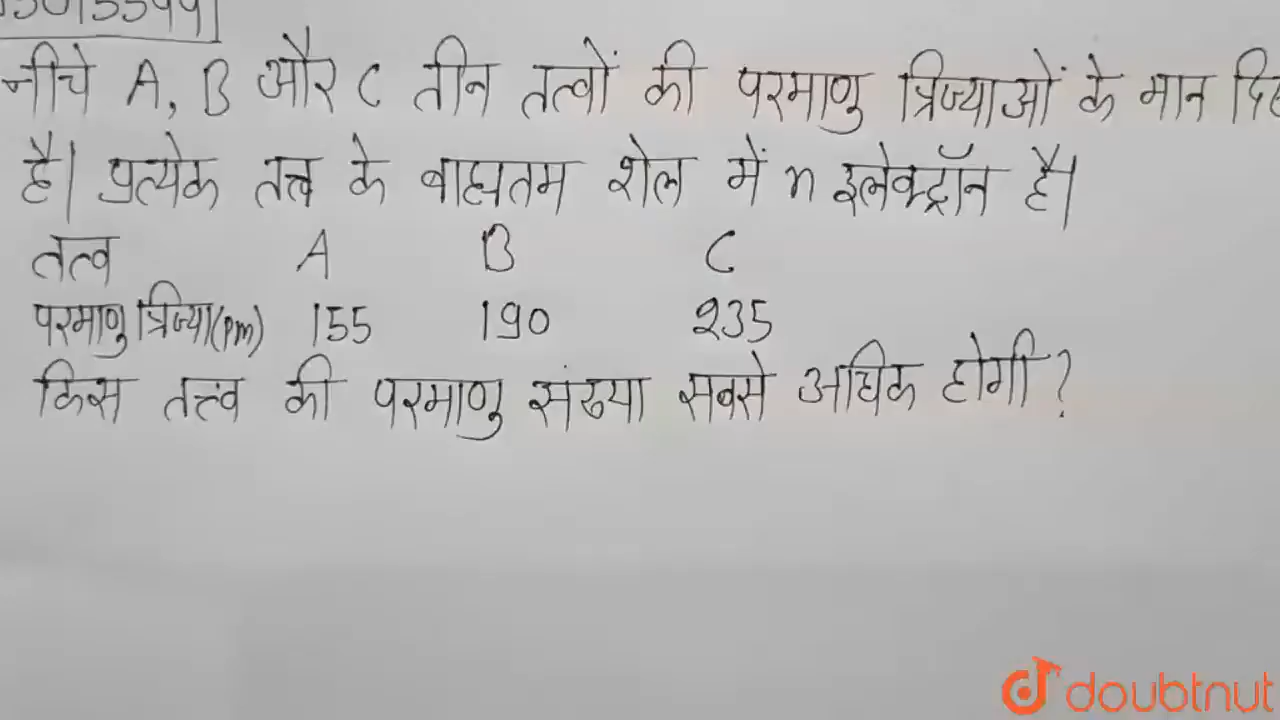 नीचे A, B और C तीन तत्वों की परमाणु त्रिज्याओं के मान
है। प्रत्येक तत्त्व के बाह्यतम शेल में n इलेक्ट्रॉन है।
तत्व A B C
परमाणु त्रिज्या(pm) 155 190 235
किस तत्त्व की परमाणु संख्या सबसे अधिक होगी?
doubtnut